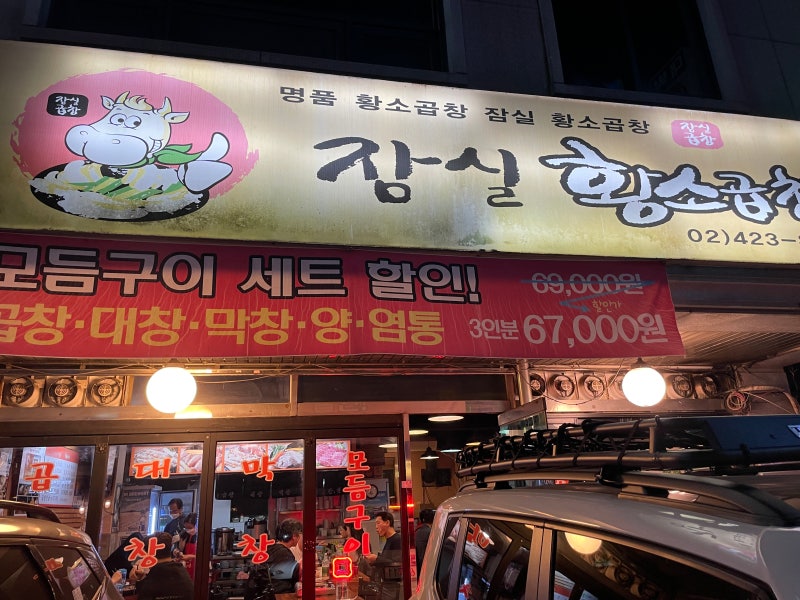 잠실
곱창
명품 황소곱창 잠실 황소곱창
잠실
곱창
잠실 황소곱창
02)423-
모듬구이 세트 할인! 69,000원
할인가
곱창·대창·막창·양·염통 3인분 67,000원
곱창
대창
막창
모듬구이